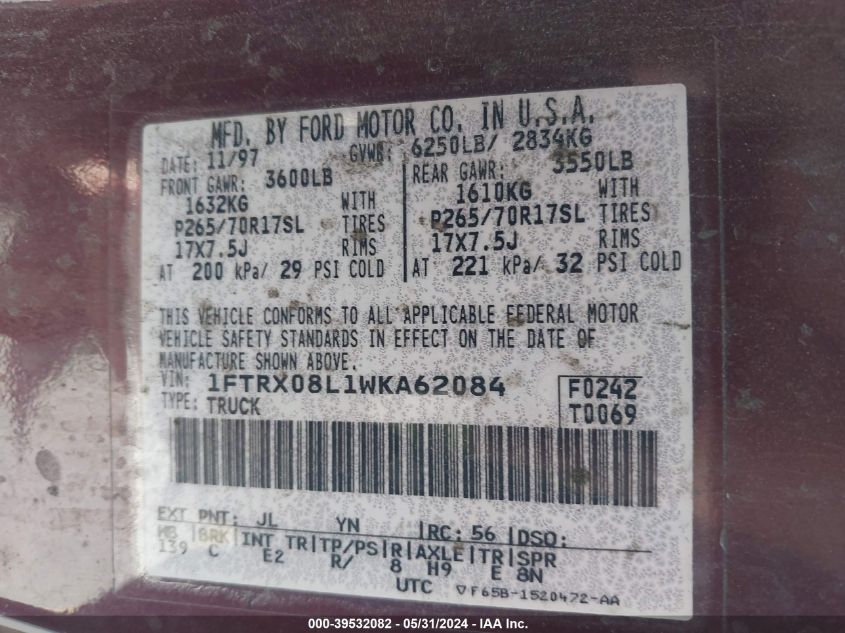 MFD. BY FORD MOTOR CO. IN U.S.A.
DATE: 11/97 GVWR: 6250LB/ 2834KG
FRONT GAWR: 3600LB REAR GAWR: 3550LB
1632KG WITH 1610KG WITH
P265/70R17SL TIRES P265/70R17SL TIRES
17X7.5J RIMS 17X7.5J RIMS
AT 200 kPa/ 29 PSI COLD AT 221 kPa/ 32 PSI COLD
THIS VEHICLE CONFORMS TO ALL APPLICABLE FEDERAL MOTOR
VEHICLE SAFETY STANDARDS IN EFFECT ON THE DATE OF
MANUFACTURE SHOWN ABOVE.
VIN: 1FTRX08L1WKA62084 F0242
TYPE: TRUCK T0069
EXT PNT: JL YN RC: 56 DSO:
WB BRK INT TR TP/PS R AXLE TR SPR
139 C E2 R/ 8 H9 E 8N
UTC ▽F65B-1520472-AA
000-39532082 - 05/31/2024 - IAAI.com